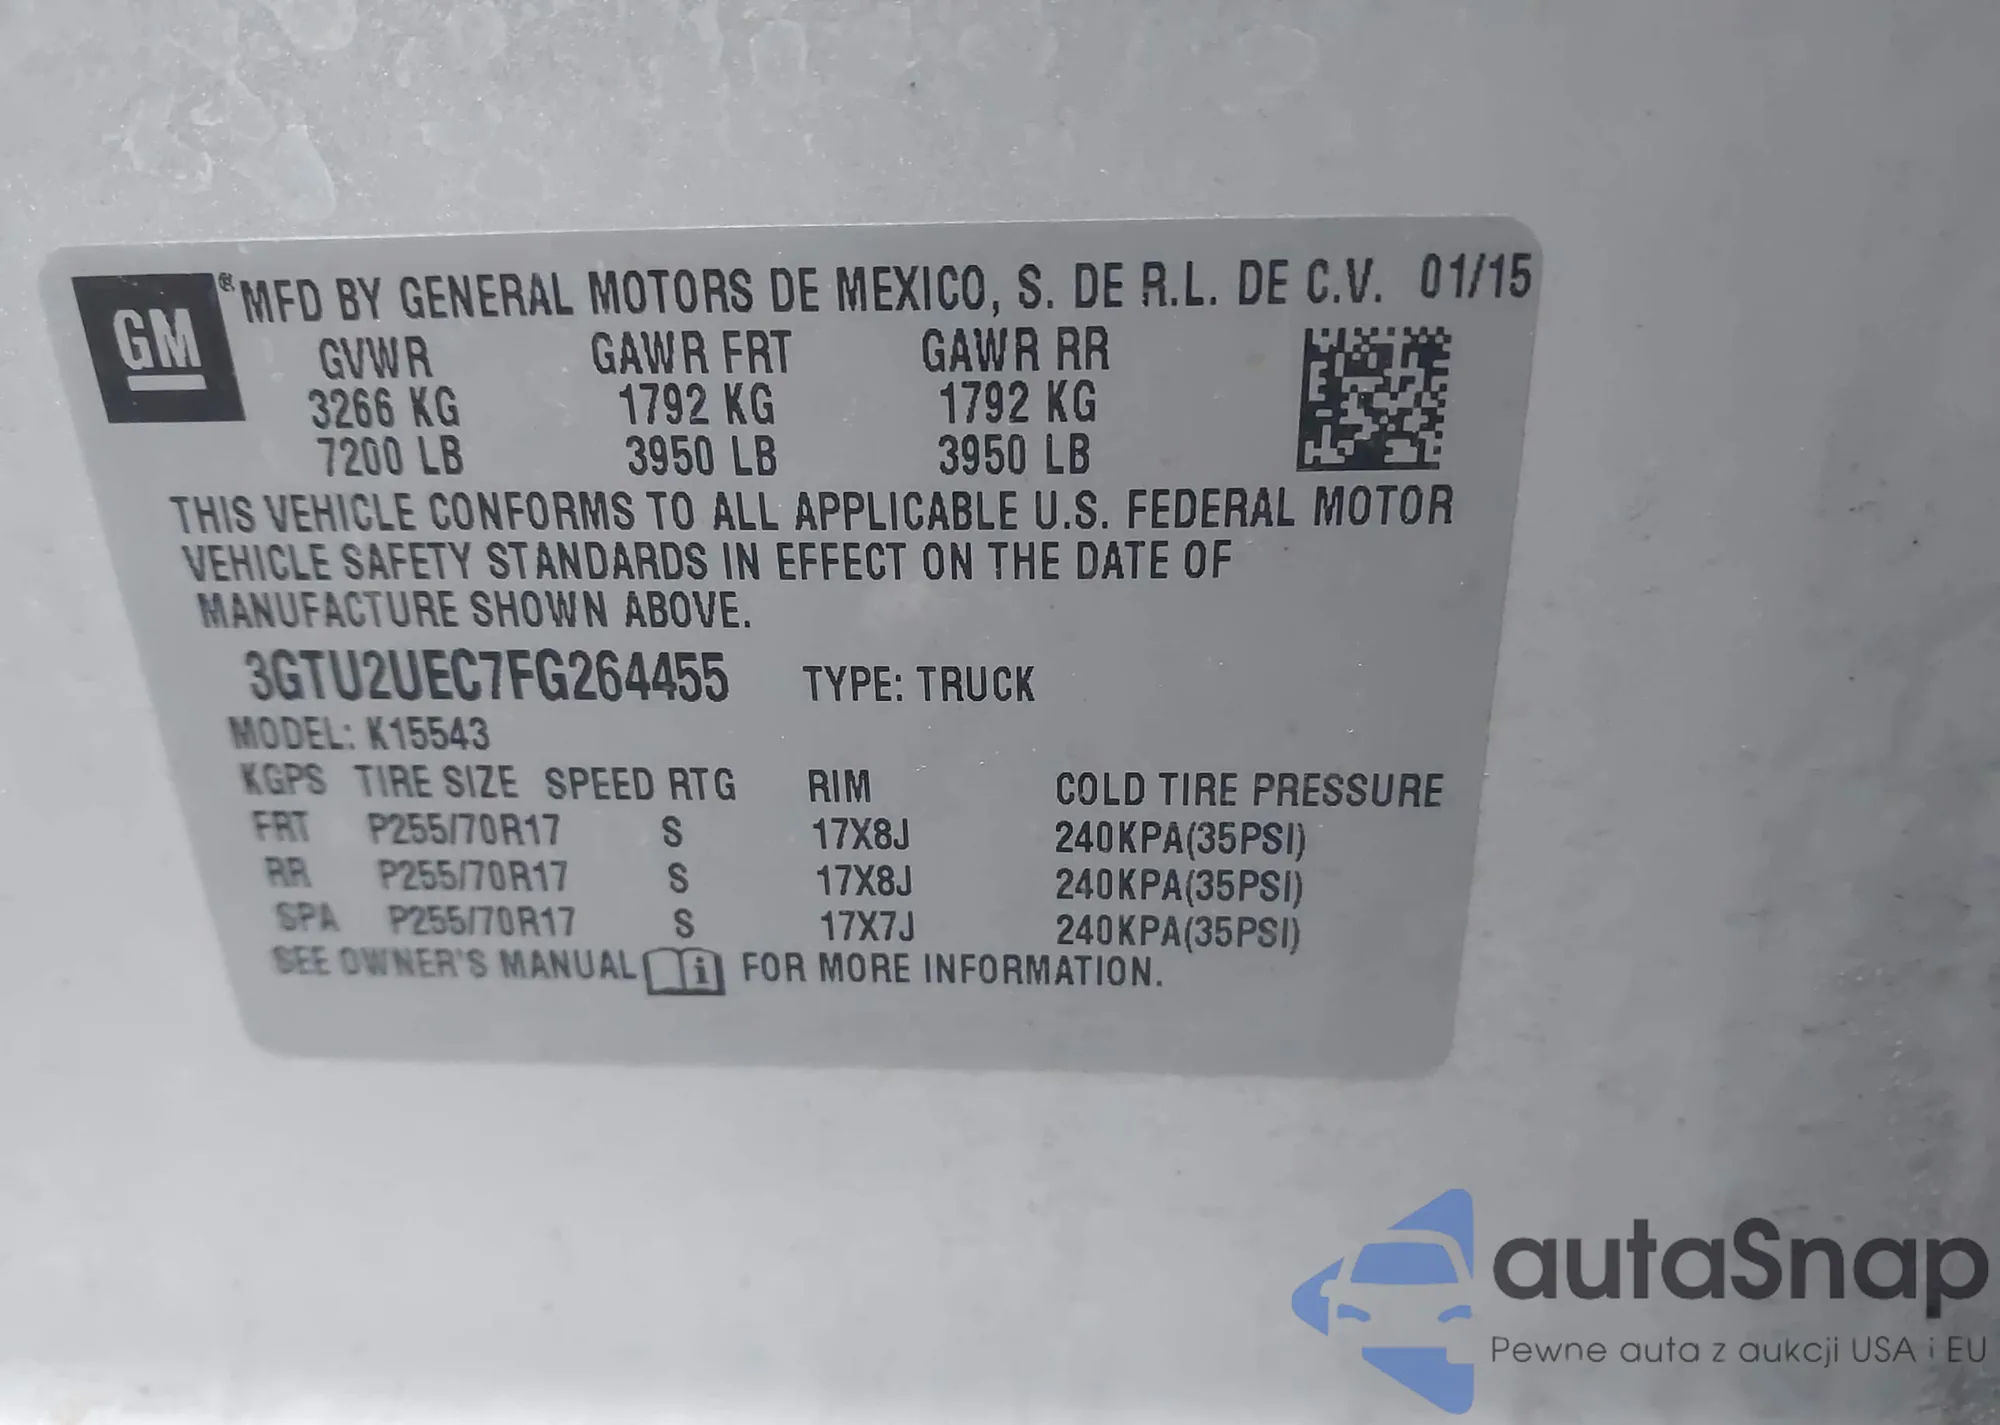 GM ® MFD BY GENERAL MOTORS DE MEXICO, S. DE R.L. DE C.V. 01/15
GVWR GAWR FRT GAWR RR
3266 KG 1792 KG 1792 KG
7200 LB 3950 LB 3950 LB
THIS VEHICLE CONFORMS TO ALL APPLICABLE U.S. FEDERAL MOTOR
VEHICLE SAFETY STANDARDS IN EFFECT ON THE DATE OF
MANUFACTURE SHOWN ABOVE.
3GTU2UEC7FG264455 TYPE: TRUCK
MODEL: K15543
KGPS TIRE SIZE SPEED RTG RIM COLD TIRE PRESSURE
FRT P255/70R17 S 17X8J 240KPA(35PSI)
RR P255/70R17 S 17X8J 240KPA(35PSI)
SPA P255/70R17 S 17X7J 240KPA(35PSI)
SEE OWNER'S MANUAL i FOR MORE INFORMATION.
autaSnap
Pewne auta z aukcji USA i EU